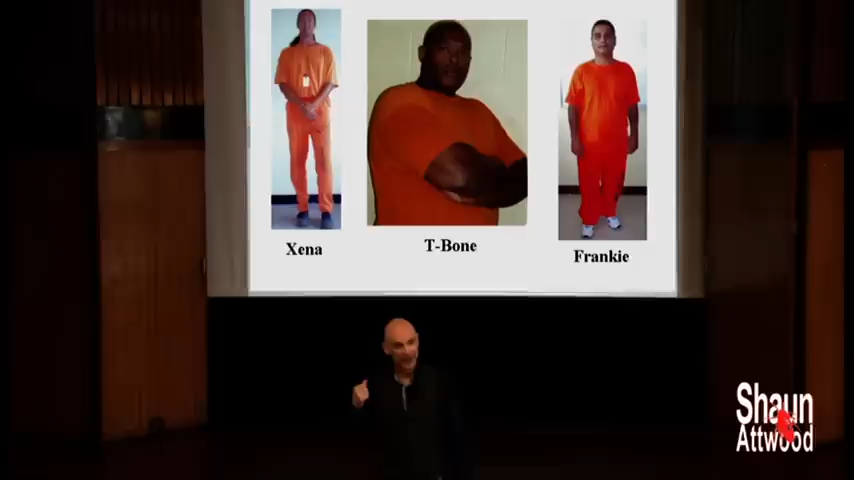 Xena
T-Bone
Frankie
Shaun
Attwood